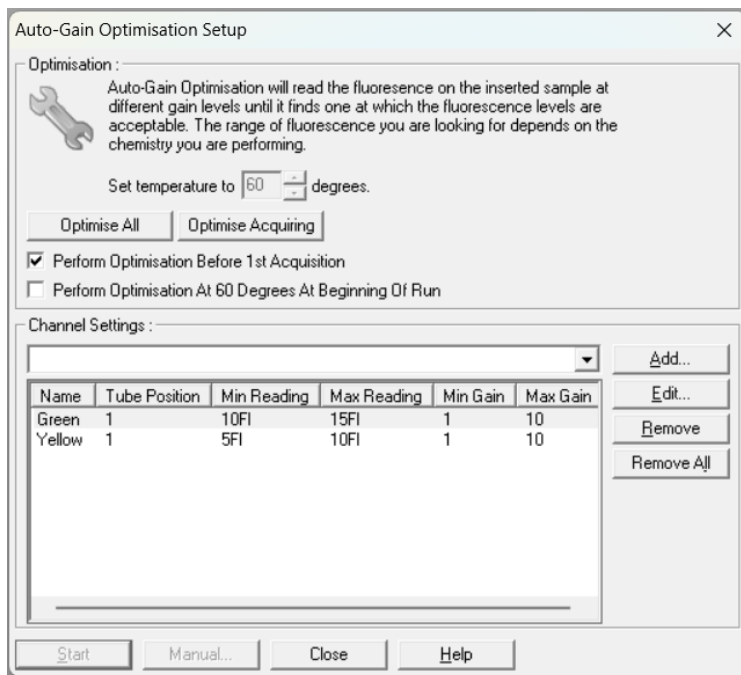 Auto-Gain Optimisation Setup
Optimisation :
Auto-Gain Optimisation will read the fluoresence on the inserted sample at
different gain levels until it finds one at which the fluorescence levels are
acceptable. The range of fluorescence you are looking for depends on the
chemistry you are performing.
Set temperature to 60 degrees.
Optimise All Optimise Acquiring
Perform Optimisation Before 1st Acquisition
Perform Optimisation At 60 Degrees At Beginning Of Run
Channel Settings :
Add...
Name Tube Position Min Reading Max Reading Min Gain Max Gain
Edit...
Green 1 10Fl 15Fl 1 10
Remove
Yellow 1 5Fl 10Fl 1 10
Remove All
Start Manual... Close Help